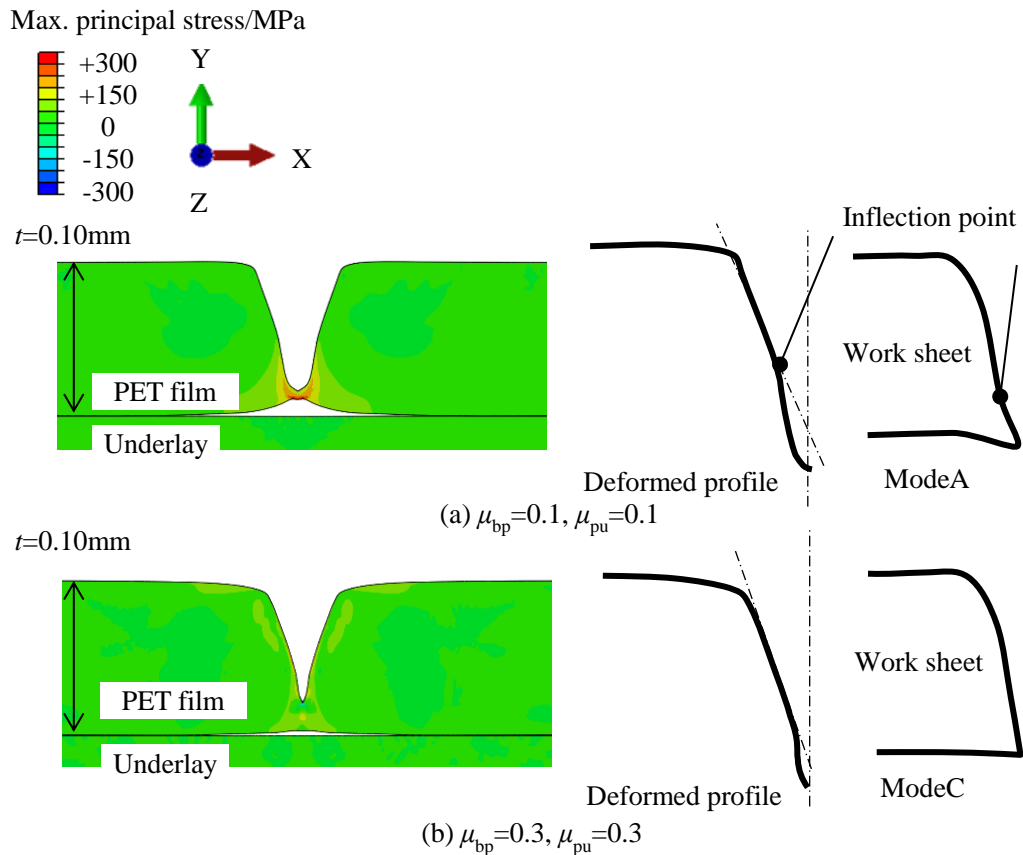 Max. principal stress/MPa
+300
+150
0
-150
-300
Y
X
Z
t=0.10mm
PET film
Underlay
Inflection point
Work sheet
Deformed profile
ModeA
(a) μbp=0.1, μpu=0.1
t=0.10mm
PET film
Underlay
Work sheet
Deformed profile
ModeC
(b) μbp=0.3, μpu=0.3